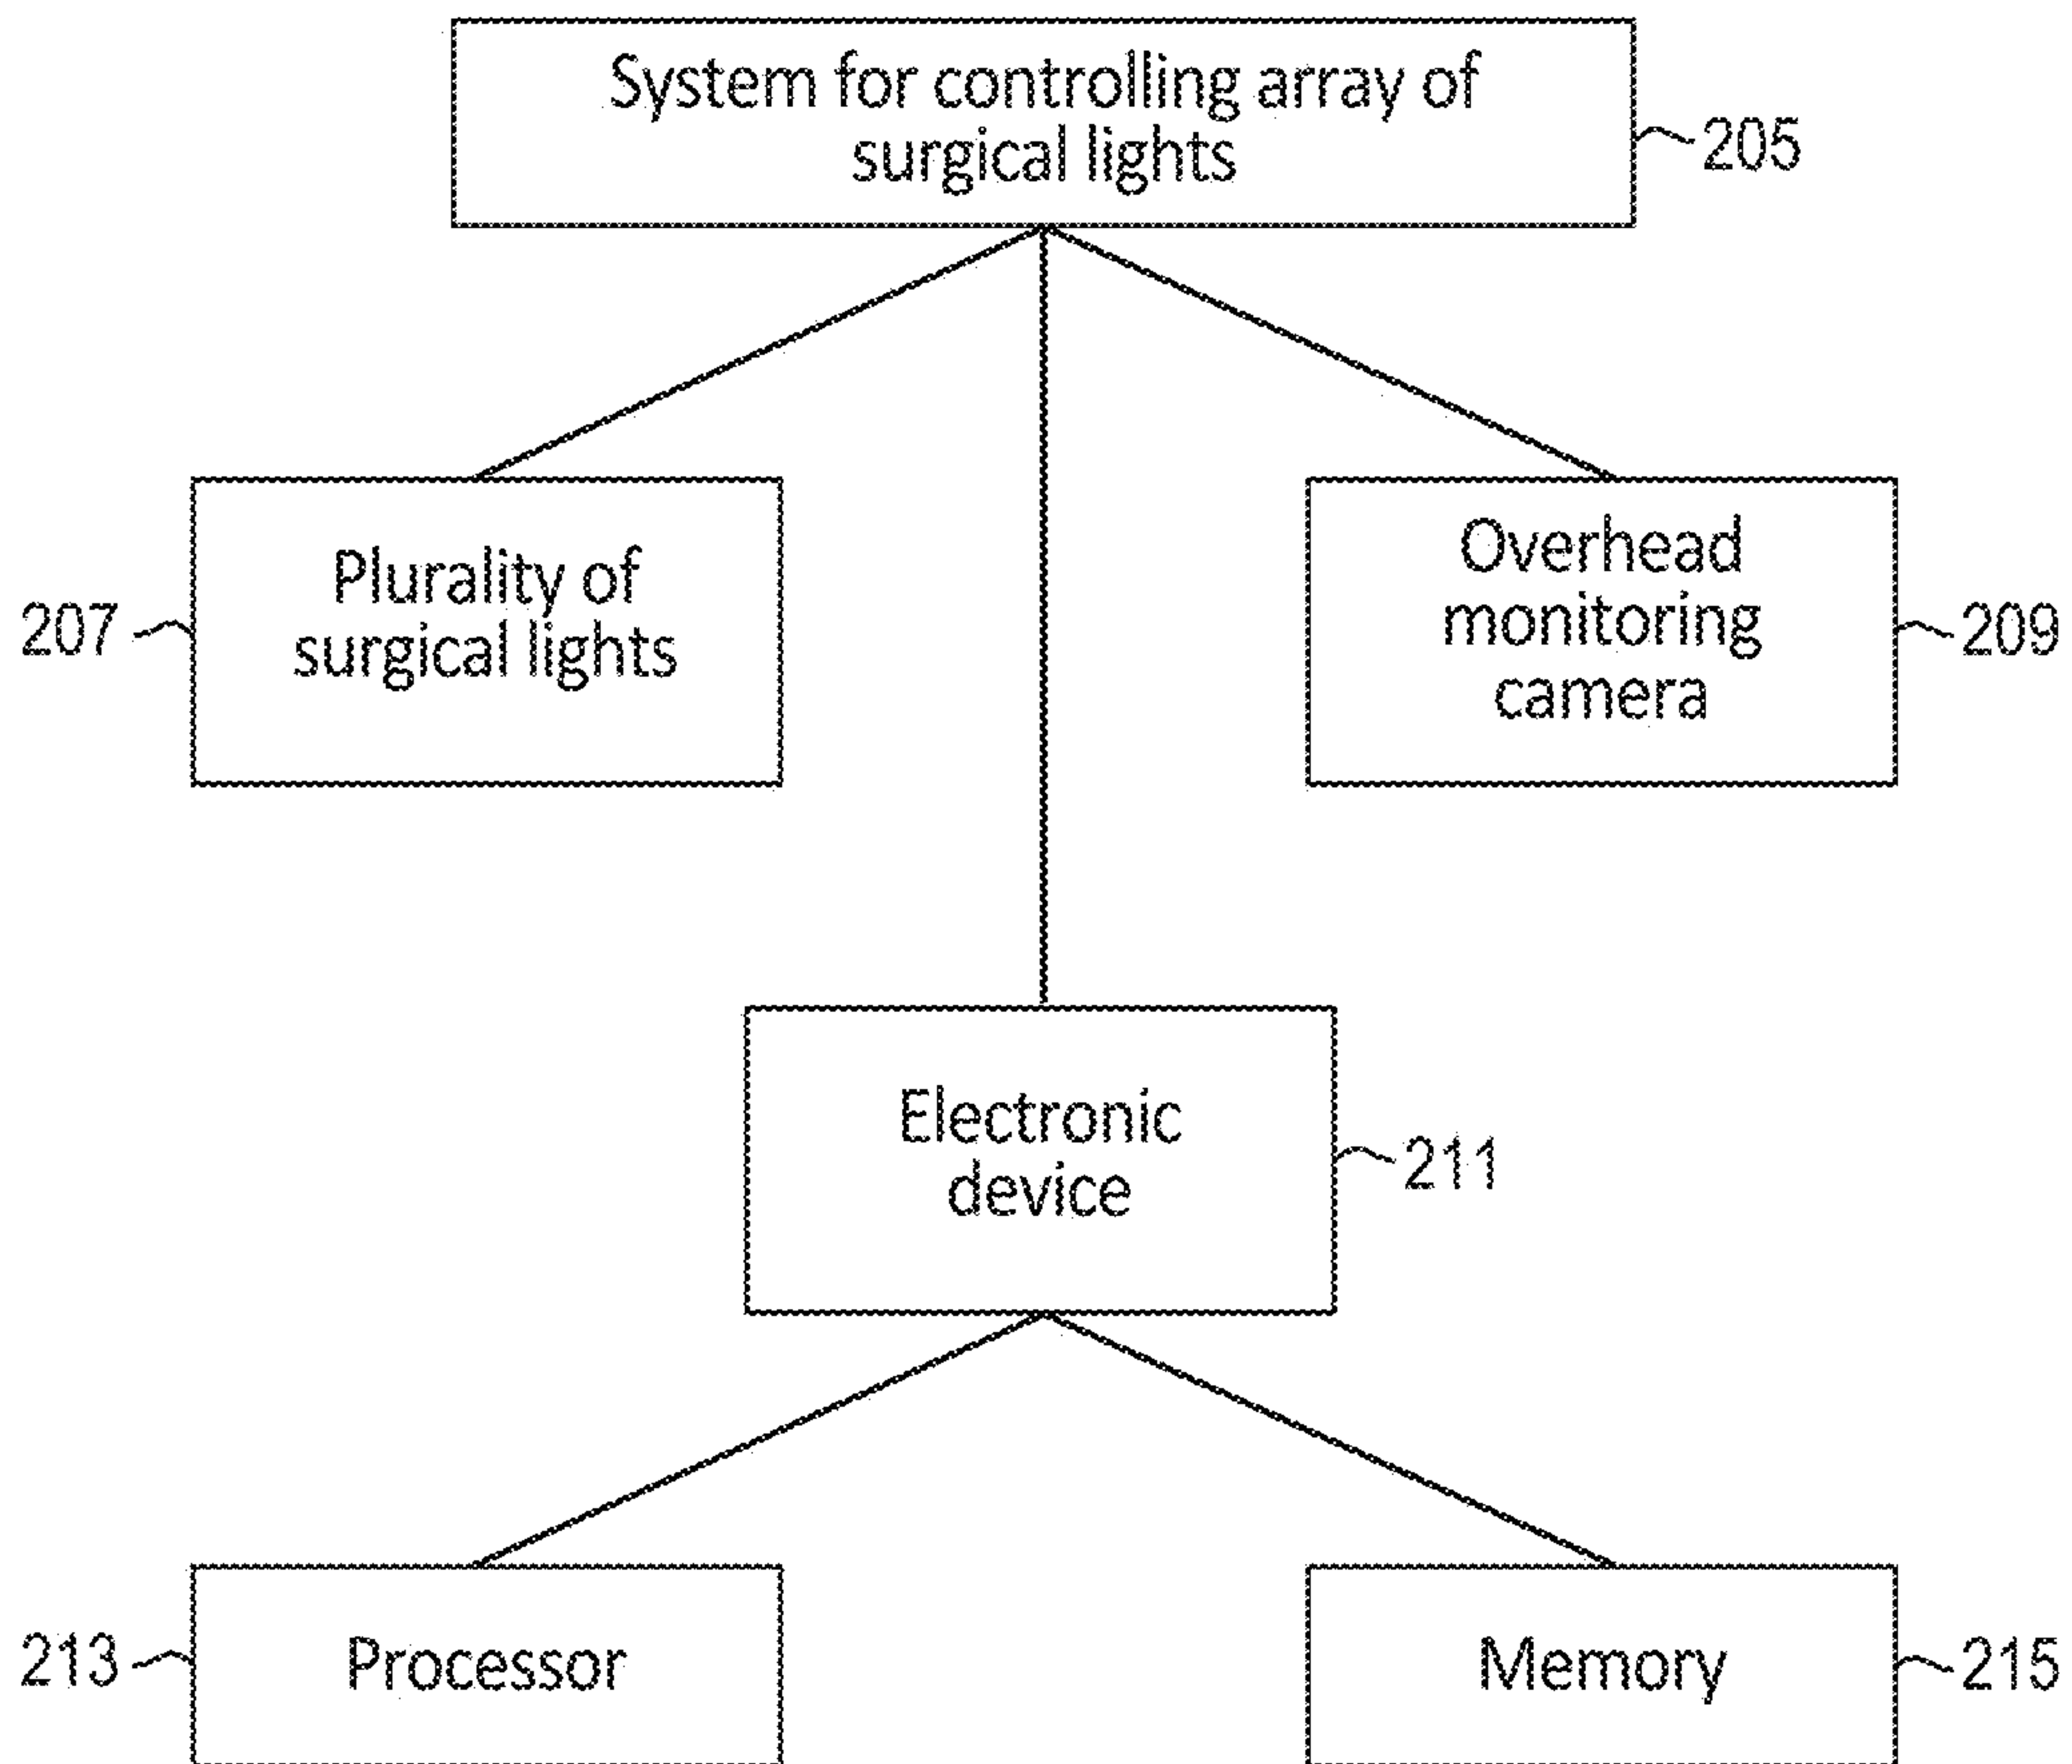 System for controlling array of
surgical lights
205
Plurality of
surgical lights
207
Overhead
monitoring
camera
209
Electronic
device
211
Processor
213
Memory
215